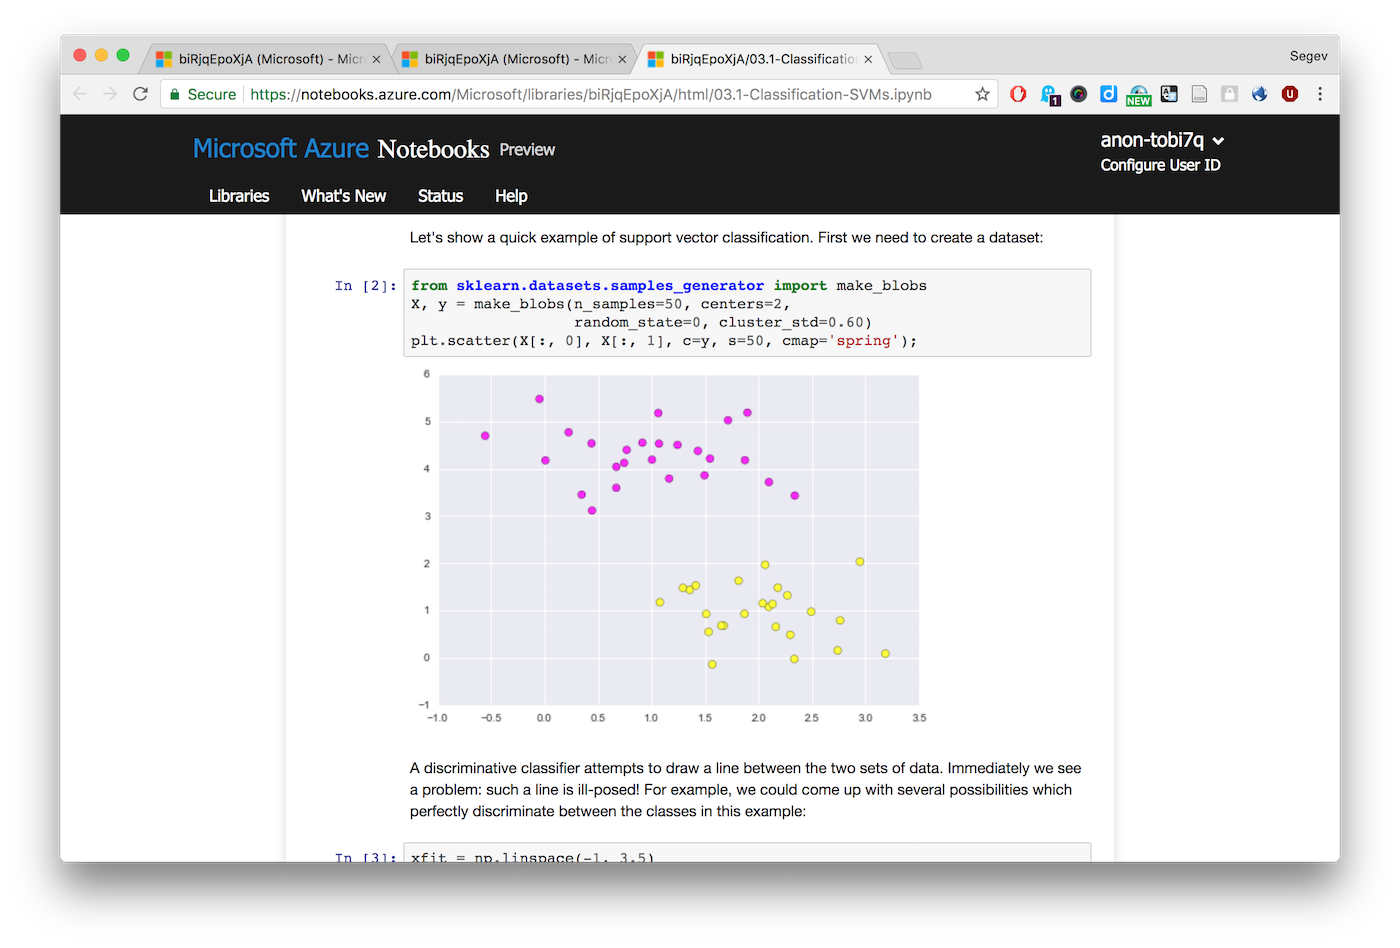 biRjqEpoXjA (Microsoft) - Micr
biRjqEpoXjA (Microsoft) - Micr
biRjqEpoXjA/03.1-Classification
Segev
Secure
https://notebooks.azure.com/Microsoft/libraries/biRjqEpoXjA/html/03.1-Classification-SVMs.ipynb
1
NEW
Microsoft Azure Notebooks Preview
anon-tobi7q
Configure User ID
Libraries What's New Status Help
Let's show a quick example of support vector classification. First we need to create a dataset:
In [2]:
from sklearn.datasets.samples_generator import make_blobs
X, y = make_blobs(n_samples=50, centers=2,
random_state=0, cluster_std=0.60)
plt.scatter(X[:, 0], X[:, 1], c=y, s=50, cmap='spring');
6
5
4
3
2
1
0
−1
−1.0 −0.5 0.0 0.5 1.0 1.5 2.0 2.5 3.0 3.5
A discriminative classifier attempts to draw a line between the two sets of data. Immediately we see
a problem: such a line is ill-posed! For example, we could come up with several possibilities which
perfectly discriminate between the classes in this example:
In [3]:
xfit = np.linspace(-1, 3.5)